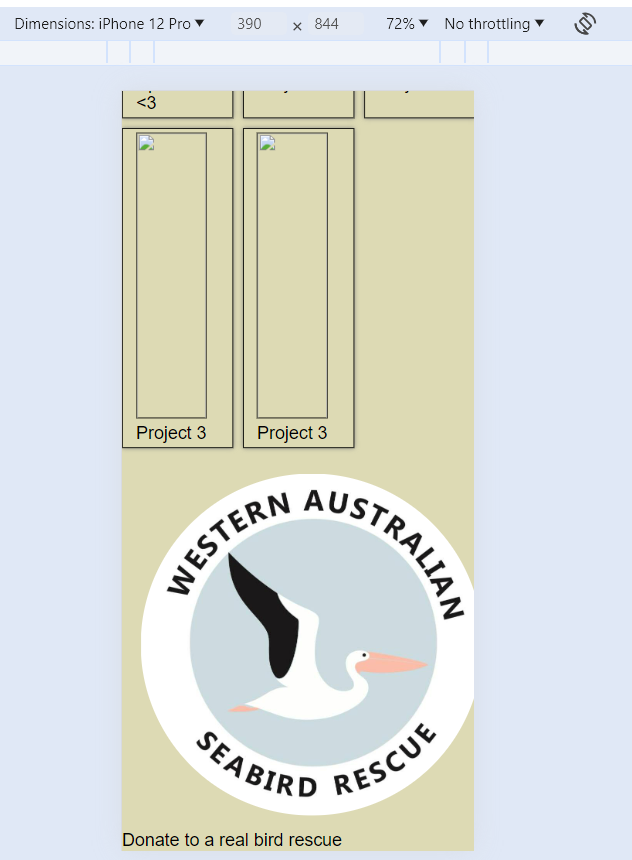 Dimensions: iPhone 12 Pro ▼ 390 × 844 72% ▼ No throttling ▼
<3
Project 3 Project 3
WESTERN AUSTRALIAN
SEABIRD RESCUE
Donate to a real bird rescue